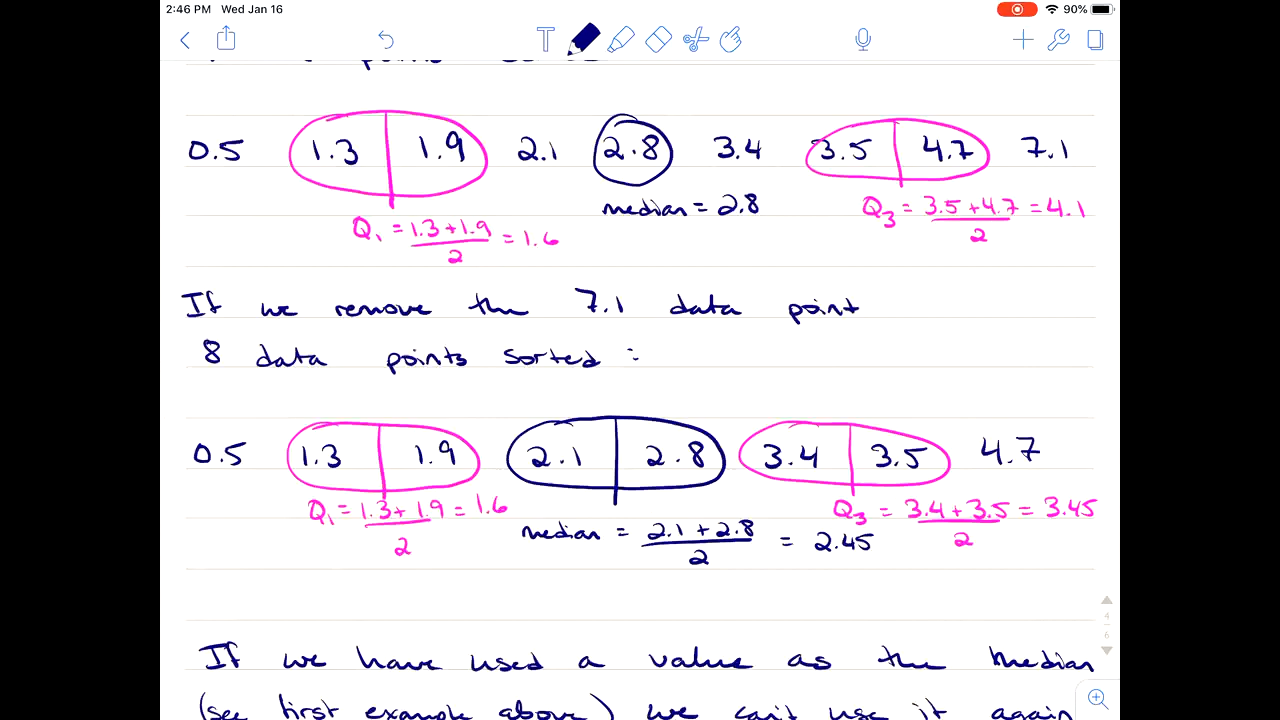 2:46 PM Wed Jan 16
90%
T
0.5 1.3 1.9 2.1 2.8 3.4 3.5 4.7 7.1
median = 2.8
Q₁ = (1.3+1.9)/2 = 1.6
Q₃ = (3.5+4.7)/2 = 4.1
If we remove the 7.1 data point
8 data points sorted :
0.5 1.3 1.9 2.1 2.8 3.4 3.5 4.7
Q₁ = (1.3+1.9)/2 = 1.6
median = (2.1+2.8)/2 = 2.45
Q₃ = (3.4+3.5)/2 = 3.45
4
6
If we have used a value as the median
(see first example above) we can't use it again